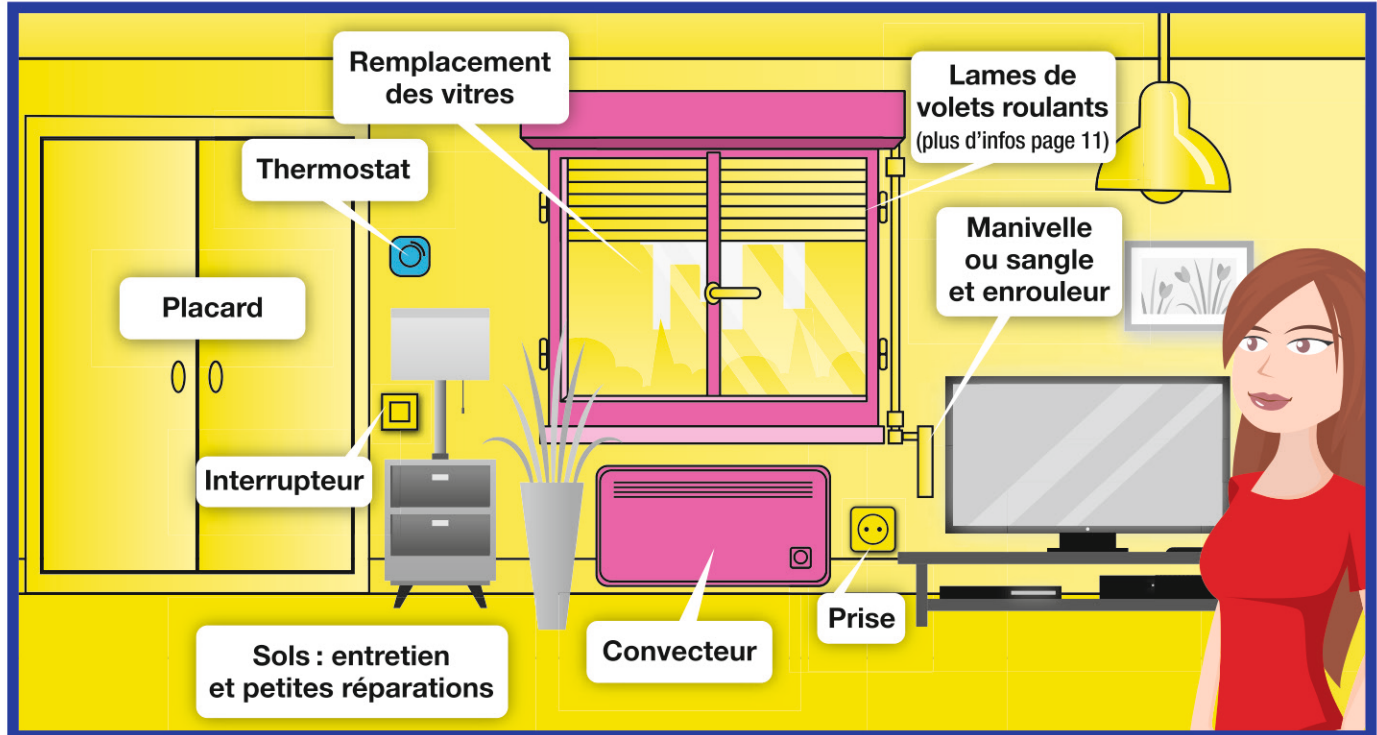 Remplacement
des vitres
Lames de
volets roulants
(plus d’infos page 11)
Thermostat
Manivelle
ou sangle
et enrouleur
Placard
Interrupteur
Prise
Convecteur
Sols : entretien
et petites réparations